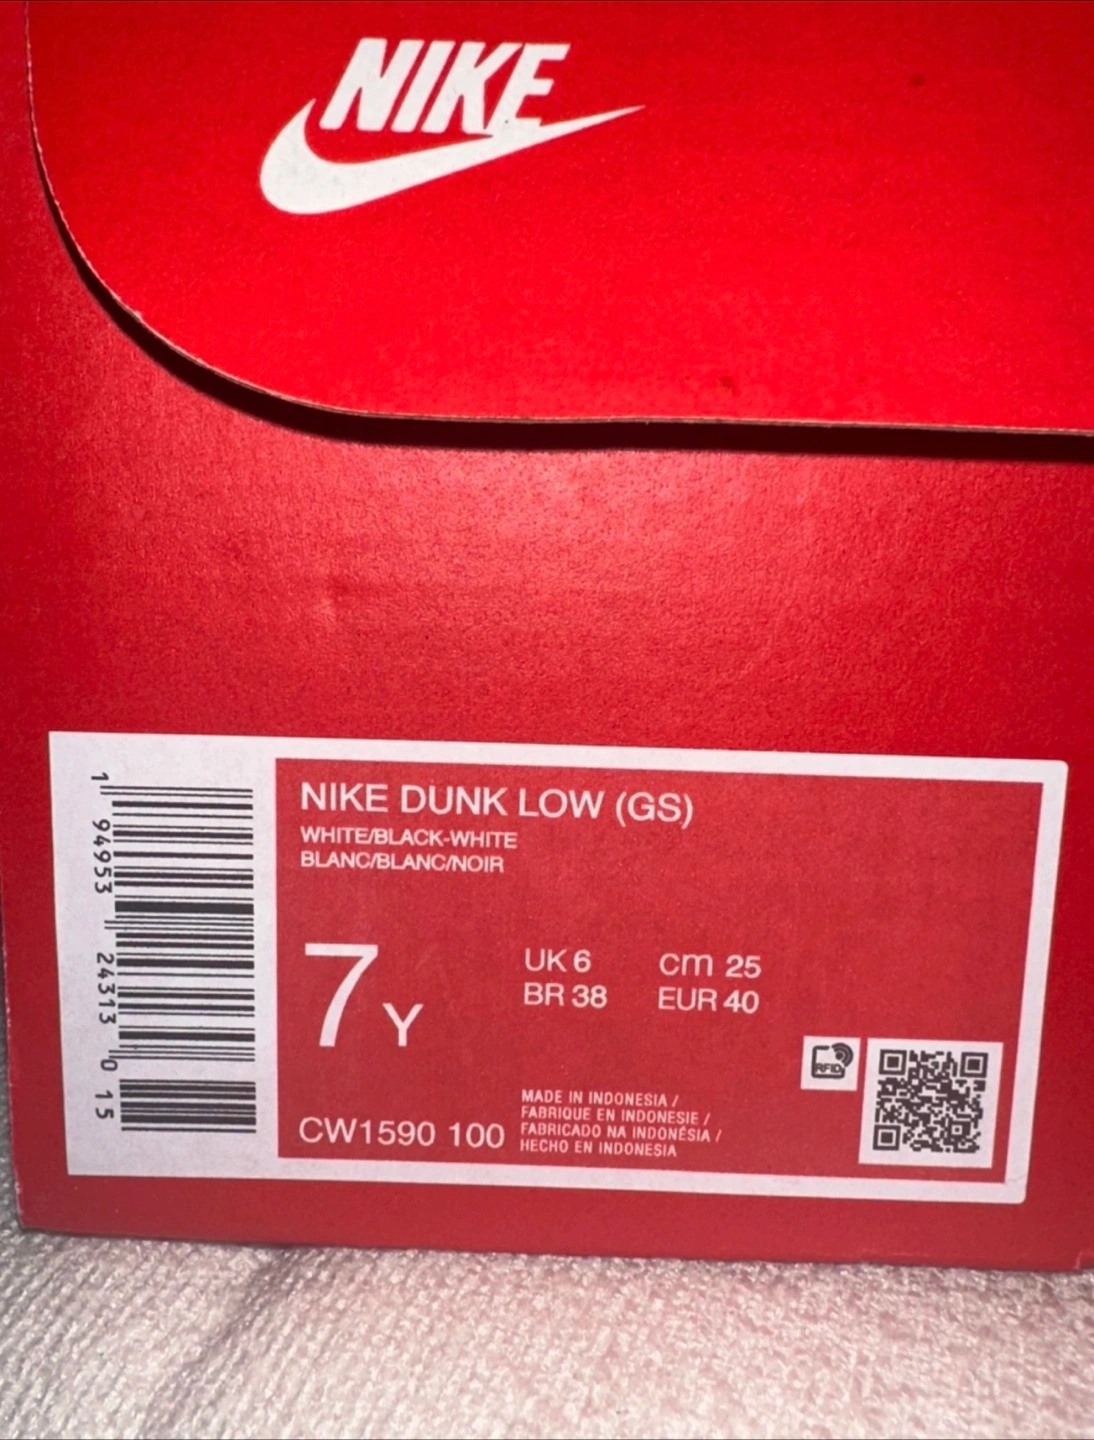 NIKE
1 94953 24313 0 15
NIKE DUNK LOW (GS)
WHITE/BLACK-WHITE
BLANC/BLANC/NOIR
7 Y
UK 6
cm 25
BR 38
EUR 40
RFID
CW1590 100
MADE IN INDONESIA /
FABRIQUE EN INDONESIE /
FABRICADO NA INDONÉSIA /
HECHO EN INDONESIA